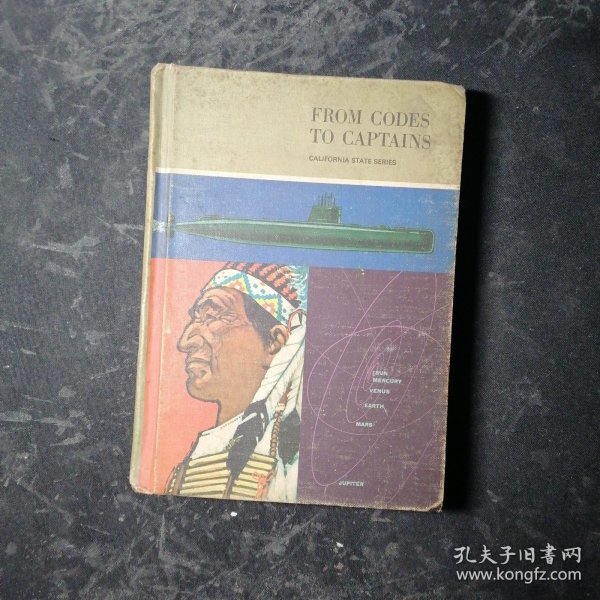 FROM CODES
TO CAPTAINS
CALIFORNIA STATE SERIES
SUN
MERCURY
VENUS
EARTH
MARS
JUPITER
孔夫子旧书网
www.kongfz.com